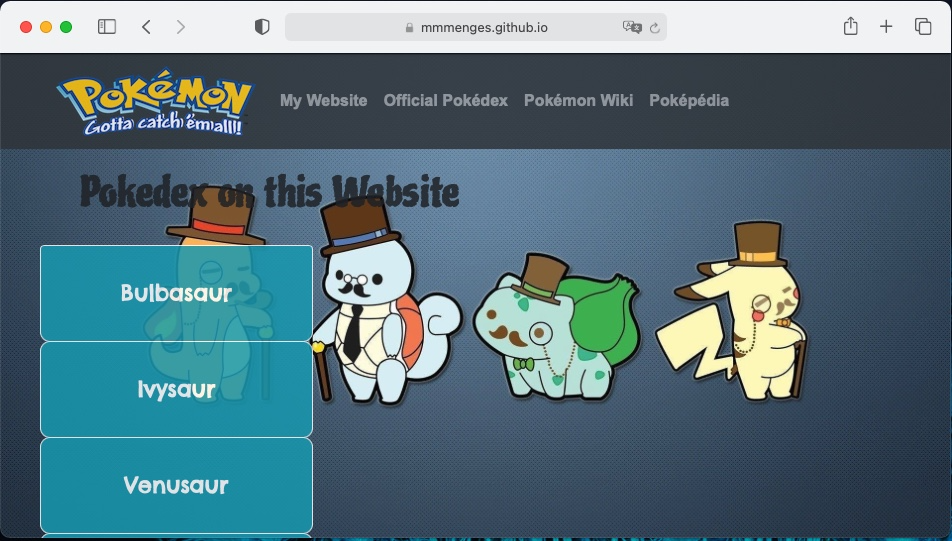 mmmenges.github.io
Pokémon
Gotta catch 'em all!
My Website Official Pokédex Pokémon Wiki Poképédia
Pokedex on this Website
Bulbasaur
Ivysaur
Venusaur